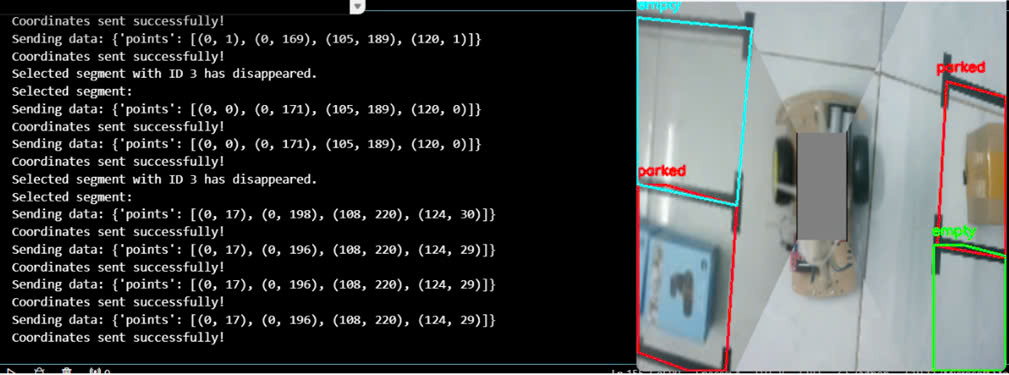 Coordinates sent successfully!
Sending data: {'points': [(0, 1), (0, 169), (105, 189), (120, 1)]}
Coordinates sent successfully!
Selected segment with ID 3 has disappeared.
Selected segment:
Sending data: {'points': [(0, 0), (0, 171), (105, 189), (120, 0)]}
Coordinates sent successfully!
Sending data: {'points': [(0, 0), (0, 171), (105, 189), (120, 0)]}
Coordinates sent successfully!
Selected segment with ID 3 has disappeared.
Selected segment:
Sending data: {'points': [(0, 17), (0, 198), (108, 220), (124, 30)]}
Coordinates sent successfully!
Sending data: {'points': [(0, 17), (0, 196), (108, 220), (124, 29)]}
Coordinates sent successfully!
Sending data: {'points': [(0, 17), (0, 196), (108, 220), (124, 29)]}
Coordinates sent successfully!
Sending data: {'points': [(0, 17), (0, 196), (108, 220), (124, 29)]}
Coordinates sent successfully!
empty
parked
parked
empty